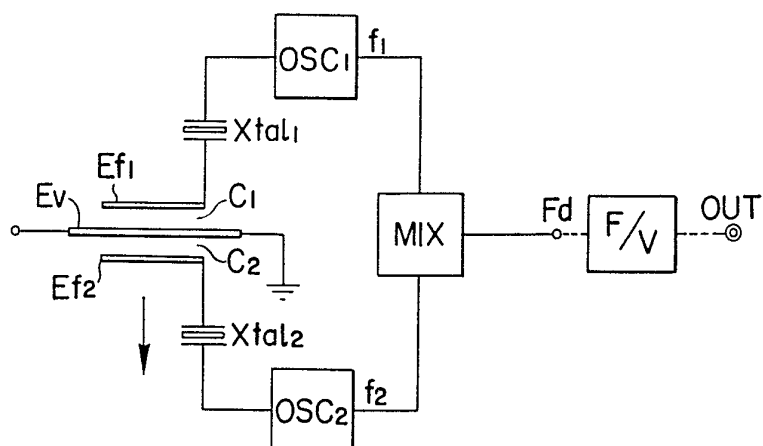 OSC1
f1
Xtal1
Ef1
C1
Ev
C2
Ef2
MIX
Fd
F/V
OUT
Xtal2
OSC2
f2